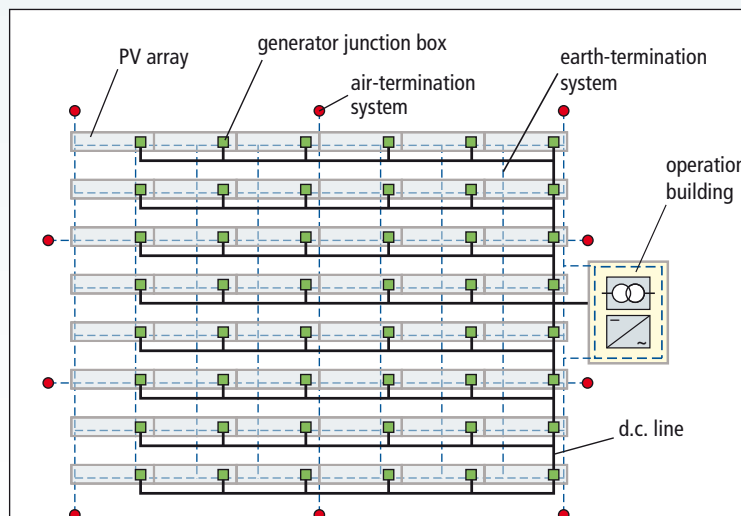 generator junction box
PV array
air-termination
system
earth-termination
system
operation
building
d.c. line